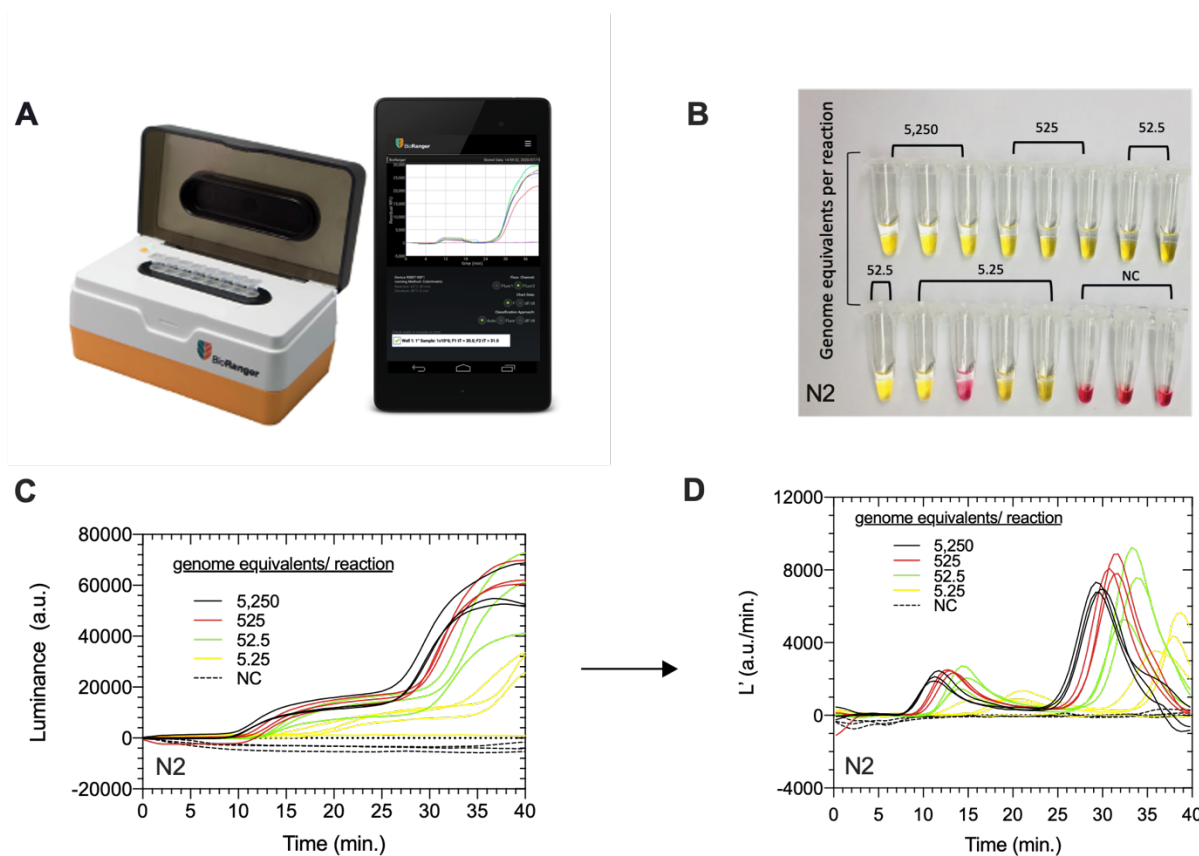 A
BioRanger
BioRanger
Time (min)
B
Genome equivalents per reaction
5,250
525
52.5
52.5
5.25
NC
N2
C
Luminance (a.u.)
80000
60000
40000
20000
0
-20000
genome equivalents/ reaction
5,250
525
52.5
5.25
NC
N2
0 5 10 15 20 25 30 35 40
Time (min.)
D
L' (a.u./min.)
12000
8000
4000
0
-4000
genome equivalents/ reaction
5,250
525
52.5
5.25
NC
N2
0 5 10 15 20 25 30 35 40
Time (min.)